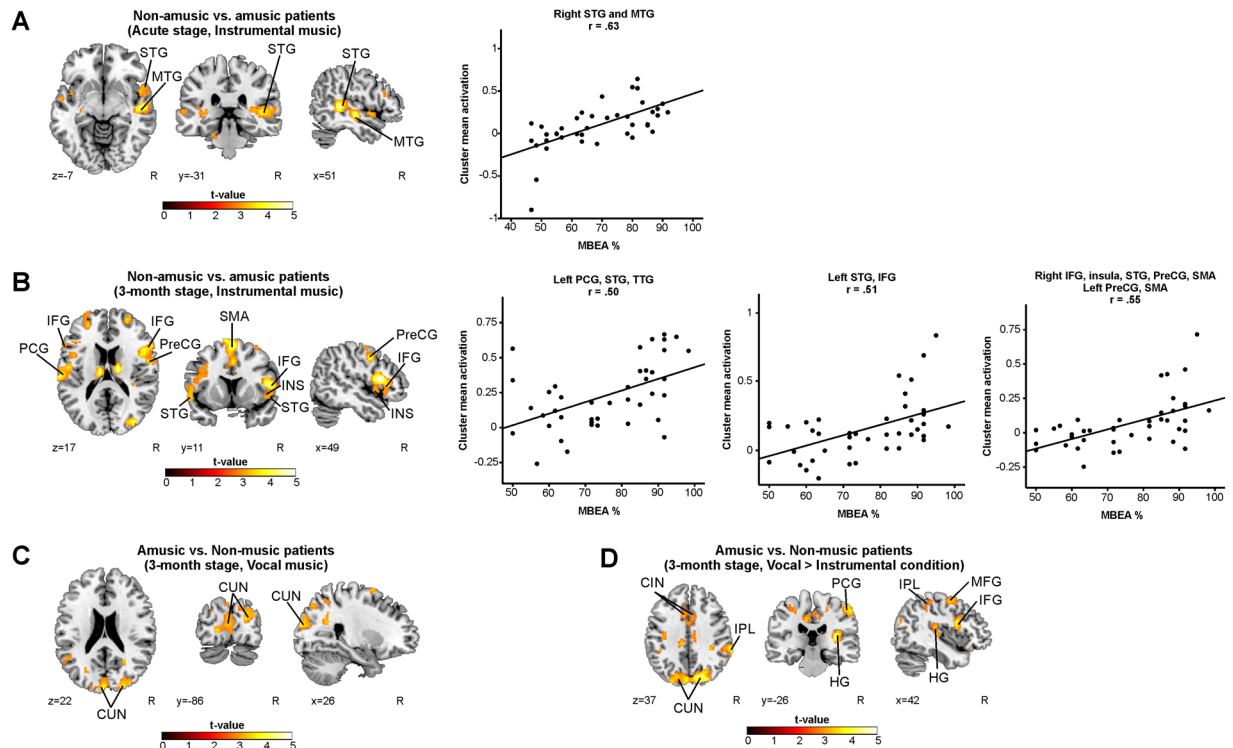 A
Non-amusic vs. amusic patients
(Acute stage, Instrumental music)
STG
MTG
STG
STG
MTG
z=-7
R
y=-31
R
x=51
R
t-value
0 1 2 3 4 5
Right STG and MTG
r = .63
Cluster mean activation
1
0.5
0
-0.5
-1
40 50 60 70 80 90 100
MBEA %
B
Non-amusic vs. amusic patients
(3-month stage, Instrumental music)
IFG
PCG
IFG
PreCG
SMA
IFG
INS
STG
STG
PreCG
IFG
INS
z=17
R
y=11
R
x=49
R
t-value
0 1 2 3 4 5
Left PCG, STG, TTG
r = .50
Cluster mean activation
0.75
0.5
0.25
0
-0.25
50 60 70 80 90 100
MBEA %
Left STG, IFG
r = .51
Cluster mean activation
1
0.5
0
50 60 70 80 90 100
MBEA %
Right IFG, insula, STG, PreCG, SMA
Left PreCG, SMA
r = .55
Cluster mean activation
0.75
0.5
0.25
0
-0.25
50 60 70 80 90 100
MBEA %
C
Amusic vs. Non-music patients
(3-month stage, Vocal music)
CUN
CUN
CUN
z=22
R
y=-86
R
x=26
R
t-value
0 1 2 3 4 5
D
Amusic vs. Non-music patients
(3-month stage, Vocal > Instrumental condition)
CIN
IPL
CUN
PCG
HG
IPL
MFG
IFG
HG
z=37
R
y=-26
R
x=42
R
t-value
0 1 2 3 4 5